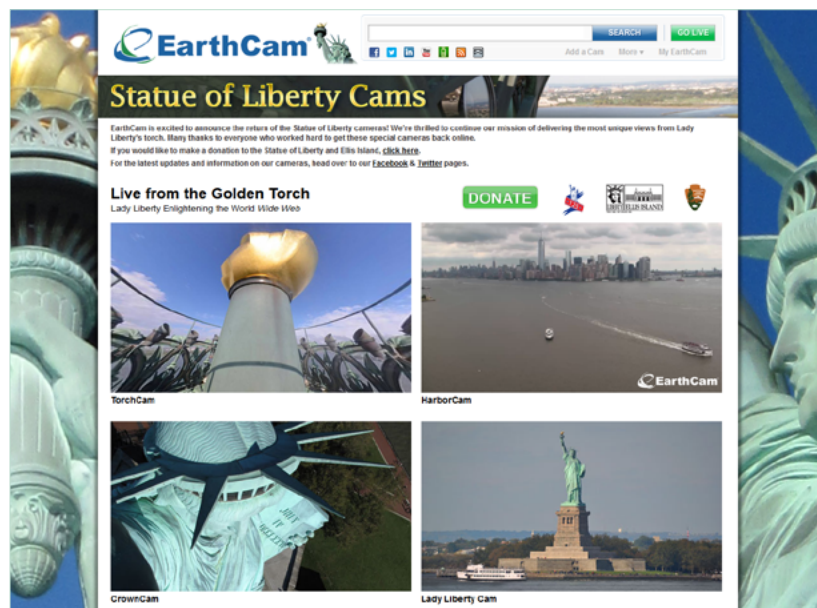 EarthCam
SEARCH
GO LIVE
Add a Cam More My EarthCam
Statue of Liberty Cams
EarthCam is excited to announce the return of the Statue of Liberty cameras! We're thrilled to continue our mission of delivering the most unique views from Lady
Liberty's torch. Many thanks to everyone who worked hard to get these special cameras back online.
If you would like to make a donation to the Statue of Liberty and Ellis Island, click here.
For the latest updates and information on our cameras, head over to our Facebook & Twitter pages.
Live from the Golden Torch
Lady Liberty Enlightening the World Wide Web
DONATE
LIBERTY ELLIS ISLAND
EarthCam
TorchCam
HarborCam
JULY
IV
CrownCam
Lady Liberty Cam